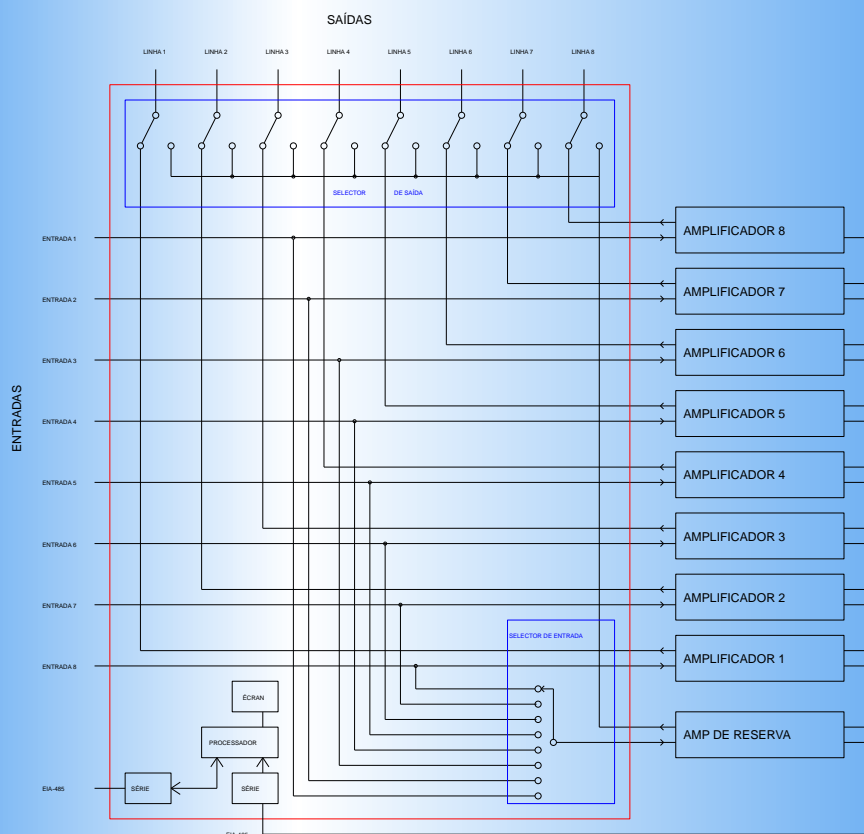 SAÍDAS
LINHA 1 LINHA 2 LINHA 3 LINHA 4 LINHA 5 LINHA 6 LINHA 7 LINHA 8
SELECTOR DE SAÍDA
AMPLIFICADOR 8
ENTRADA 1
AMPLIFICADOR 7
ENTRADA 2
AMPLIFICADOR 6
ENTRADA 3
ENTRADAS
AMPLIFICADOR 5
ENTRADA 4
AMPLIFICADOR 4
ENTRADA 5
AMPLIFICADOR 3
ENTRADA 6
AMPLIFICADOR 2
ENTRADA 7
SELECTOR DE ENTRADA
AMPLIFICADOR 1
ENTRADA 8
ÉCRAN
AMP DE RESERVA
PROCESSADOR
EIA-485
SÉRIE
SÉRIE
EIA-485